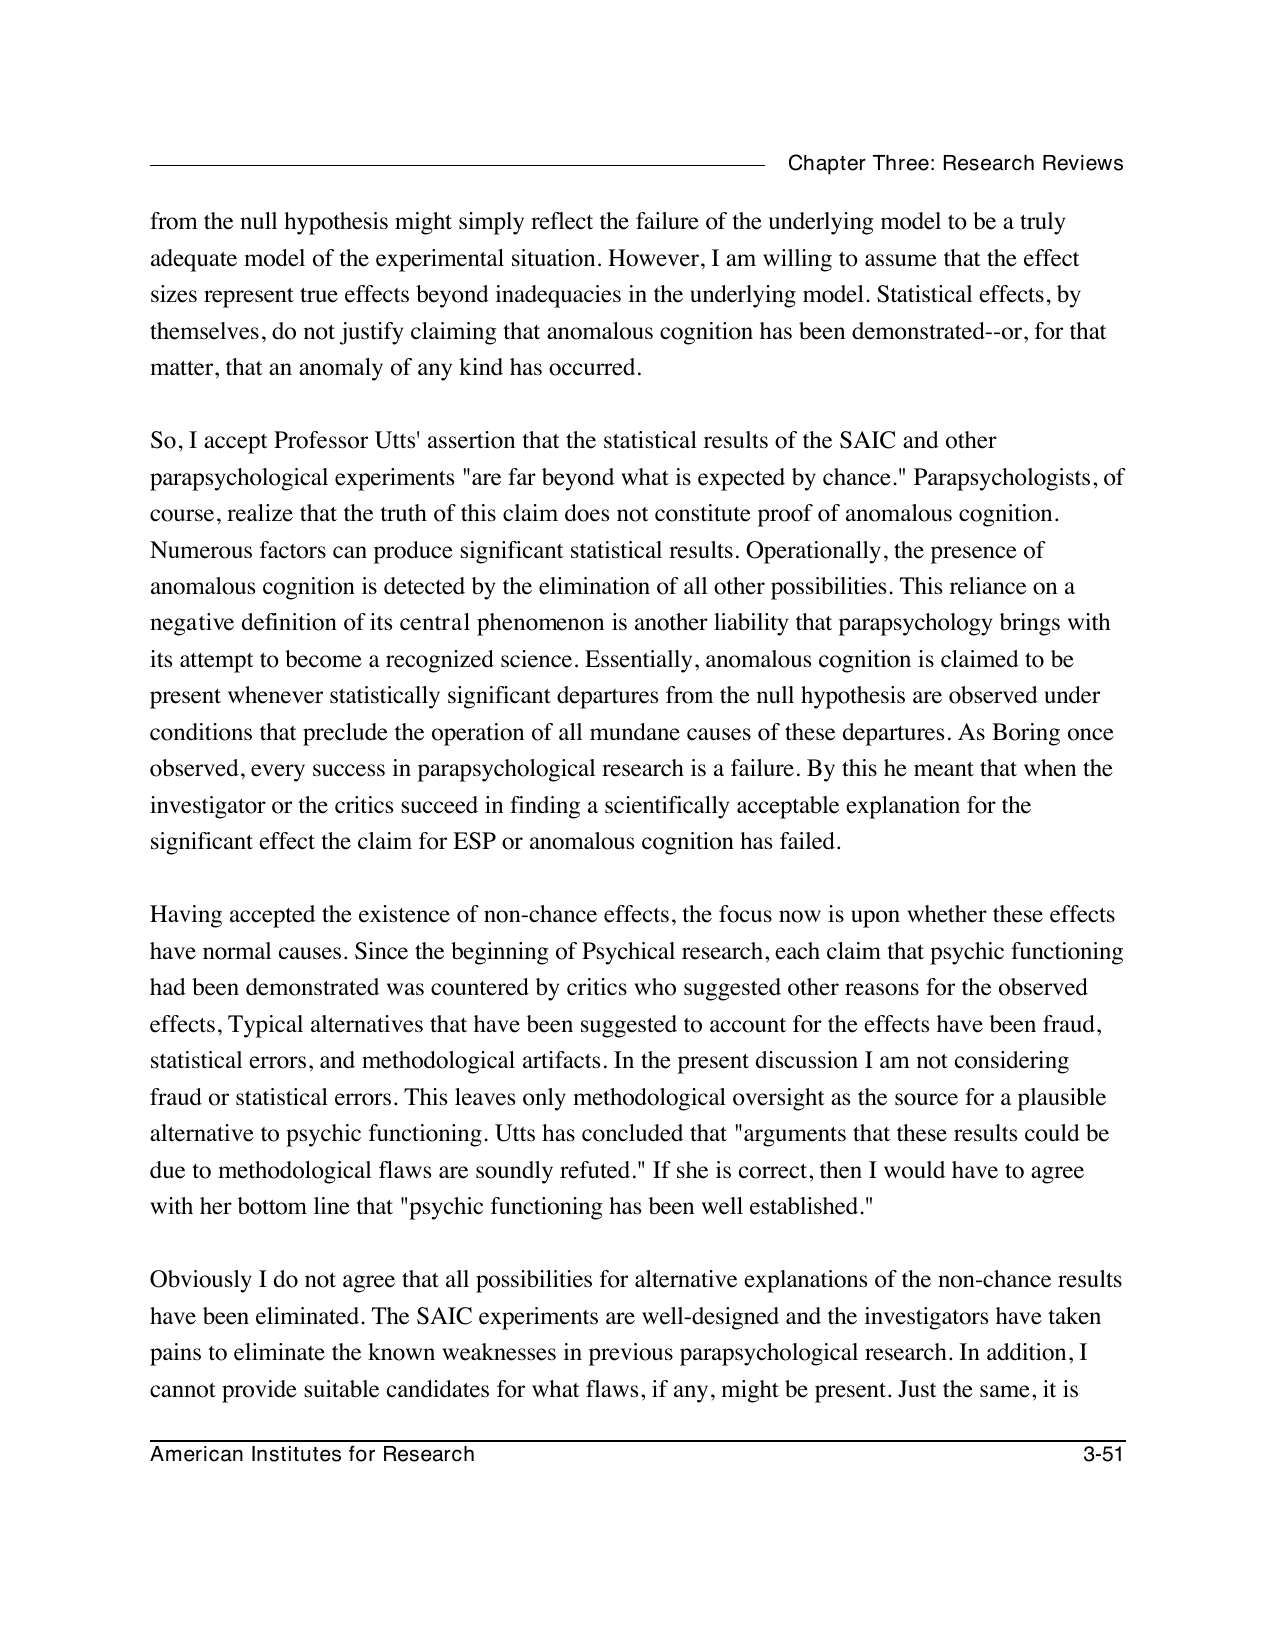 Chapter Three: Research Reviews
from the null hypothesis might simply reflect the failure of the underlying model to be a truly
adequate model of the experimental situation. However, I am willing to assume that the effect
sizes represent true effects beyond inadequacies in the underlying model. Statistical effects, by
themselves, do not justify claiming that anomalous cognition has been demonstrated--or, for that
matter, that an anomaly of any kind has occurred.
So, I accept Professor Utts' assertion that the statistical results of the SAIC and other
parapsychological experiments "are far beyond what is expected by chance." Parapsychologists, of
course, realize that the truth of this claim does not constitute proof of anomalous cognition.
Numerous factors can produce significant statistical results. Operationally, the presence of
anomalous cognition is detected by the elimination of all other possibilities. This reliance on a
negative definition of its central phenomenon is another liability that parapsychology brings with
its attempt to become a recognized science. Essentially, anomalous cognition is claimed to be
present whenever statistically significant departures from the null hypothesis are observed under
conditions that preclude the operation of all mundane causes of these departures. As Boring once
observed, every success in parapsychological research is a failure. By this he meant that when the
investigator or the critics succeed in finding a scientifically acceptable explanation for the
significant effect the claim for ESP or anomalous cognition has failed.
Having accepted the existence of non-chance effects, the focus now is upon whether these effects
have normal causes. Since the beginning of Psychical research, each claim that psychic functioning
had been demonstrated was countered by critics who suggested other reasons for the observed
effects, Typical alternatives that have been suggested to account for the effects have been fraud,
statistical errors, and methodological artifacts. In the present discussion I am not considering
fraud or statistical errors. This leaves only methodological oversight as the source for a plausible
alternative to psychic functioning. Utts has concluded that "arguments that these results could be
due to methodological flaws are soundly refuted." If she is correct, then I would have to agree
with her bottom line that "psychic functioning has been well established."
Obviously I do not agree that all possibilities for alternative explanations of the non-chance results
have been eliminated. The SAIC experiments are well-designed and the investigators have taken
pains to eliminate the known weaknesses in previous parapsychological research. In addition, I
cannot provide suitable candidates for what flaws, if any, might be present. Just the same, it is
American Institutes for Research 3-51